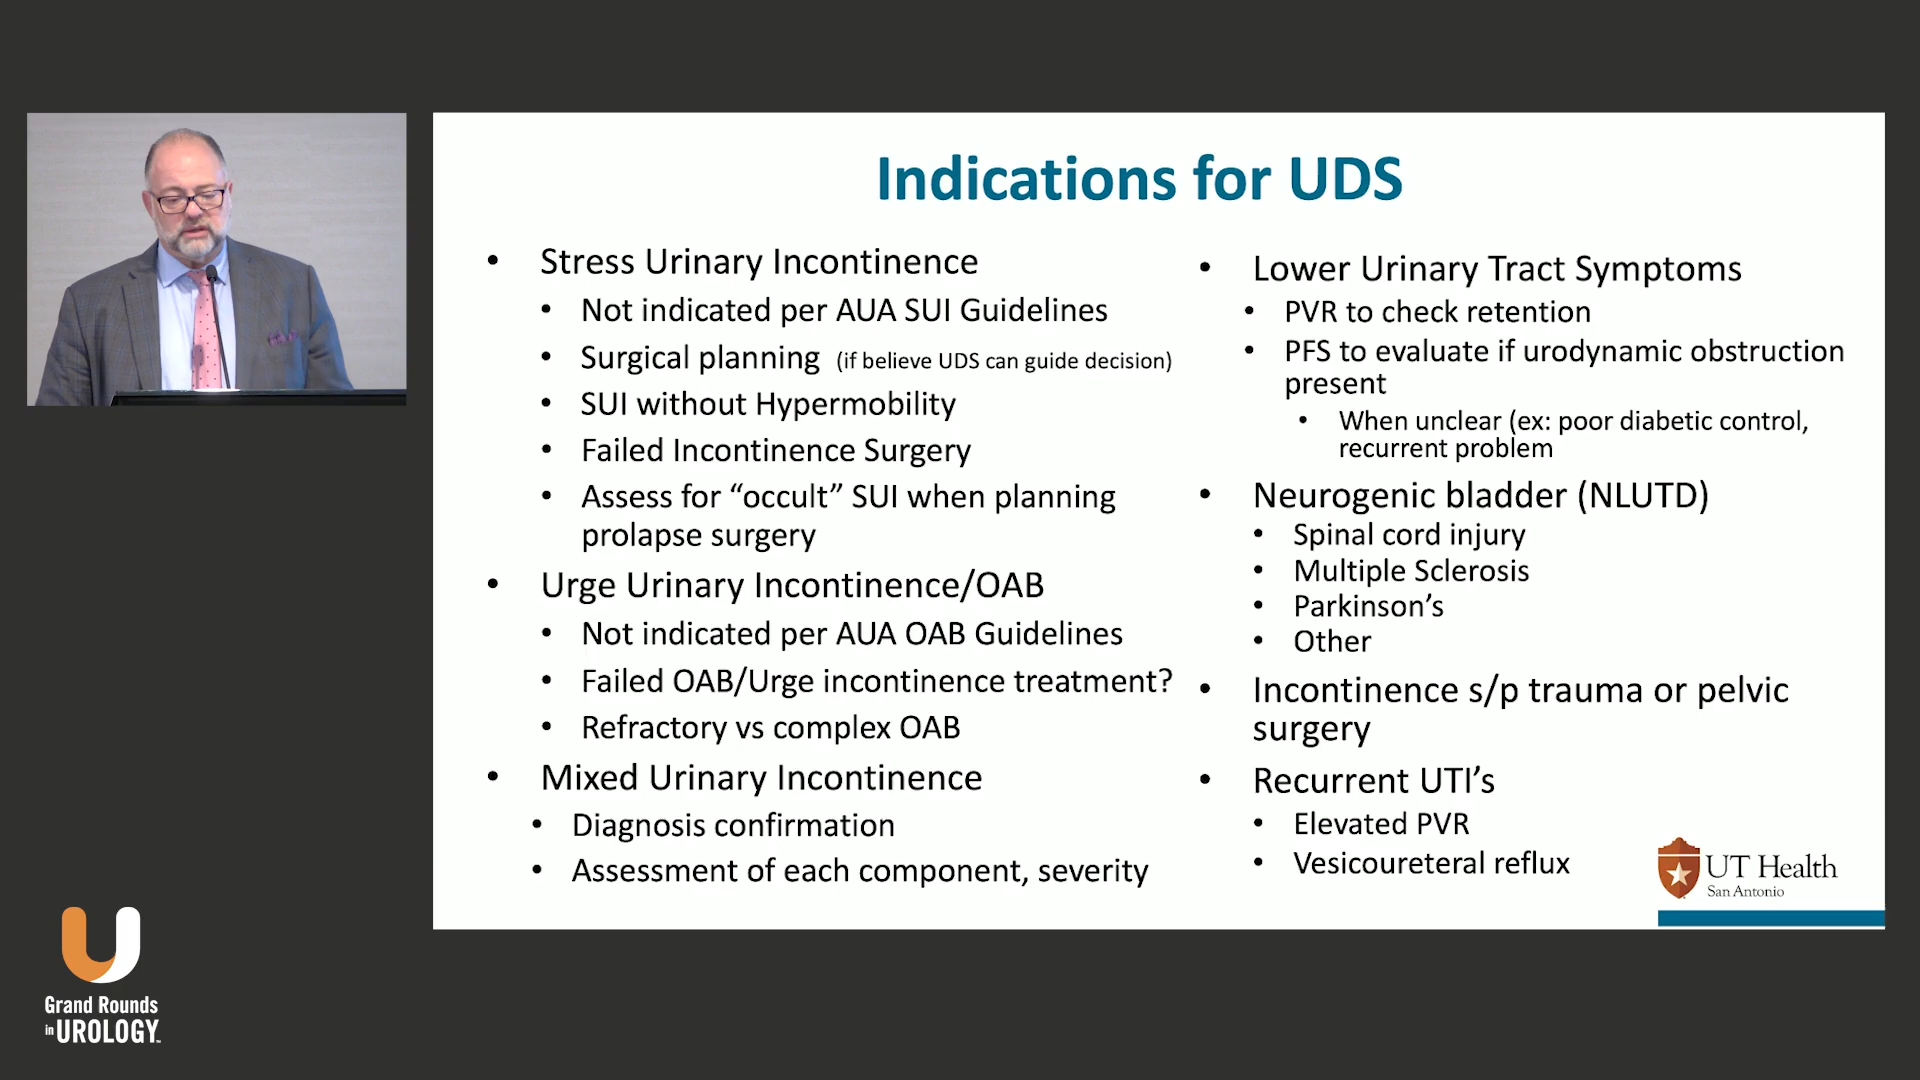 Indications for UDS
• Stress Urinary Incontinence
• Not indicated per AUA SUI Guidelines
• Surgical planning (if believe UDS can guide decision)
• SUI without Hypermobility
• Failed Incontinence Surgery
• Assess for “occult” SUI when planning
prolapse surgery
• Urge Urinary Incontinence/OAB
• Not indicated per AUA OAB Guidelines
• Failed OAB/Urge incontinence treatment?
• Refractory vs complex OAB
• Mixed Urinary Incontinence
• Diagnosis confirmation
• Assessment of each component, severity
• Lower Urinary Tract Symptoms
• PVR to check retention
• PFS to evaluate if urodynamic obstruction
present
• When unclear (ex: poor diabetic control,
recurrent problem
• Neurogenic bladder (NLUTD)
• Spinal cord injury
• Multiple Sclerosis
• Parkinson’s
• Other
• Incontinence s/p trauma or pelvic
surgery
• Recurrent UTI’s
• Elevated PVR
• Vesicoureteral reflux
UT Health
San Antonio
Grand Rounds
in UROLOGY™